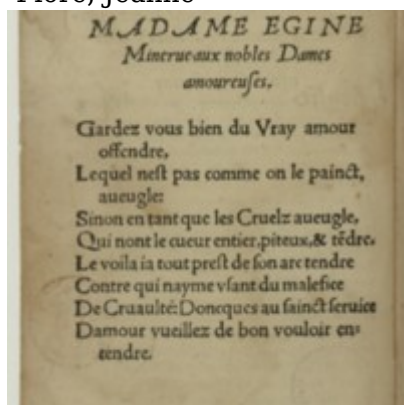 Flore, Jeanne
MADAME EGINE
Minerue aux nobles Dames
amoureuſes.
Gardez vous bien du Vray amour
offendre,
Lequel neſt pas comme on le painct,
aueugle:
Sinon en tant que les Cruelz aueugle,
Qui nont le cueur entier, piteux, & tẽdre.
Le voila ia tout preſt de ſon arc tendre
Contre qui nayme vſant du malefice
De Cruaulté: Doncques au ſainct ſeruice
Damour vueillez de bon vouloir en-
tendre.